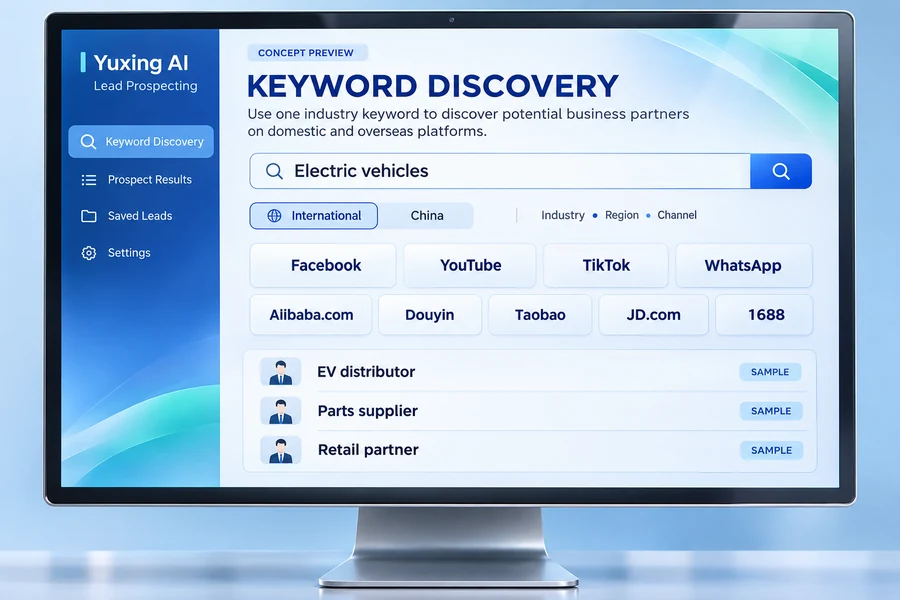 Yuxing AI
Lead Prospecting
Keyword Discovery
Prospect Results
Saved Leads
Settings
CONCEPT PREVIEW
KEYWORD DISCOVERY
Use one industry keyword to discover potential business partners
on domestic and overseas platforms.
Electric vehicles
International
China
Industry • Region • Channel
Facebook
YouTube
TikTok
WhatsApp
Alibaba.com
Douyin
Taobao
JD.com
1688
EV distributor
SAMPLE
Parts supplier
SAMPLE
Retail partner
SAMPLE